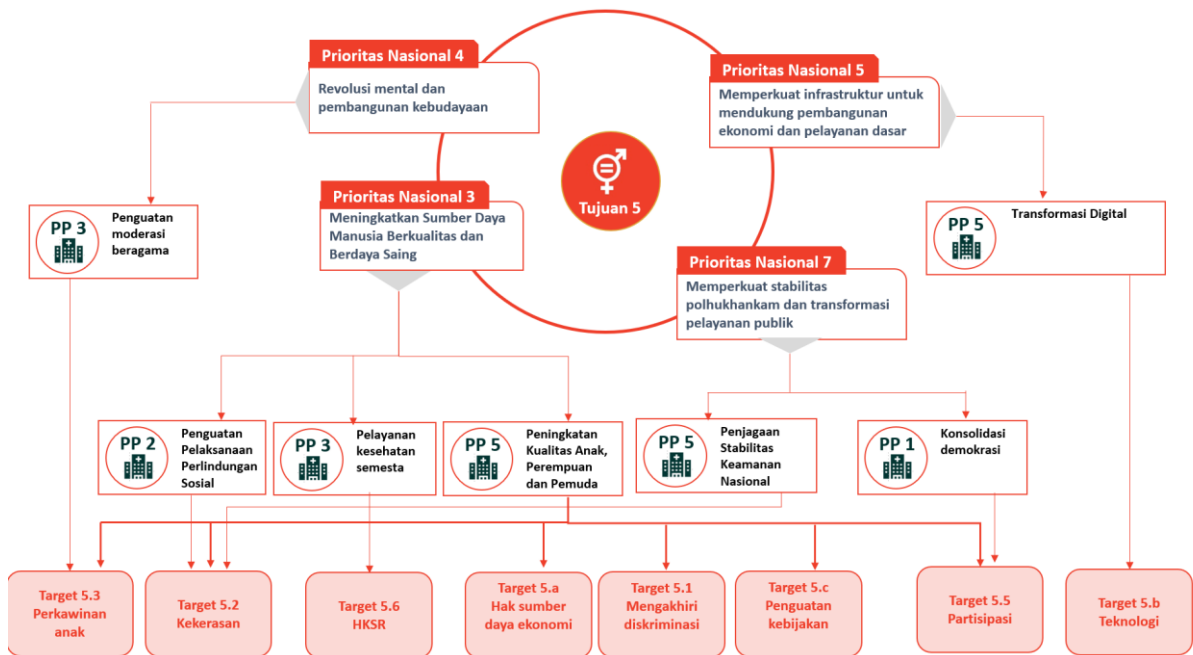 Prioritas Nasional 4
Revolusi mental dan
pembangunan kebudayaan
Prioritas Nasional 5
Memperkuat infrastruktur untuk
mendukung pembangunan
ekonomi dan pelayanan dasar
Tujuan 5
Prioritas Nasional 3
Meningkatkan Sumber Daya
Manusia Berkualitas dan
Berdaya Saing
Prioritas Nasional 7
Memperkuat stabilitas
polhukhankam dan transformasi
pelayanan publik
PP 3
Penguatan
moderasi
beragama
PP 5
Transformasi Digital
PP 2
Penguatan
Pelaksanaan
Perlindungan
Sosial
PP 3
Pelayanan
kesehatan
semesta
PP 5
Peningkatan
Kualitas Anak,
Perempuan
dan Pemuda
PP 5
Penjagaan
Stabilitas
Keamanan
Nasional
PP 1
Konsolidasi
demokrasi
Target 5.3
Perkawinan
anak
Target 5.2
Kekerasan
Target 5.6
HKSR
Target 5.a
Hak sumber
daya ekonomi
Target 5.1
Mengakhiri
diskriminasi
Target 5.c
Penguatan
kebijakan
Target 5.5
Partisipasi
Target 5.b
Teknologi